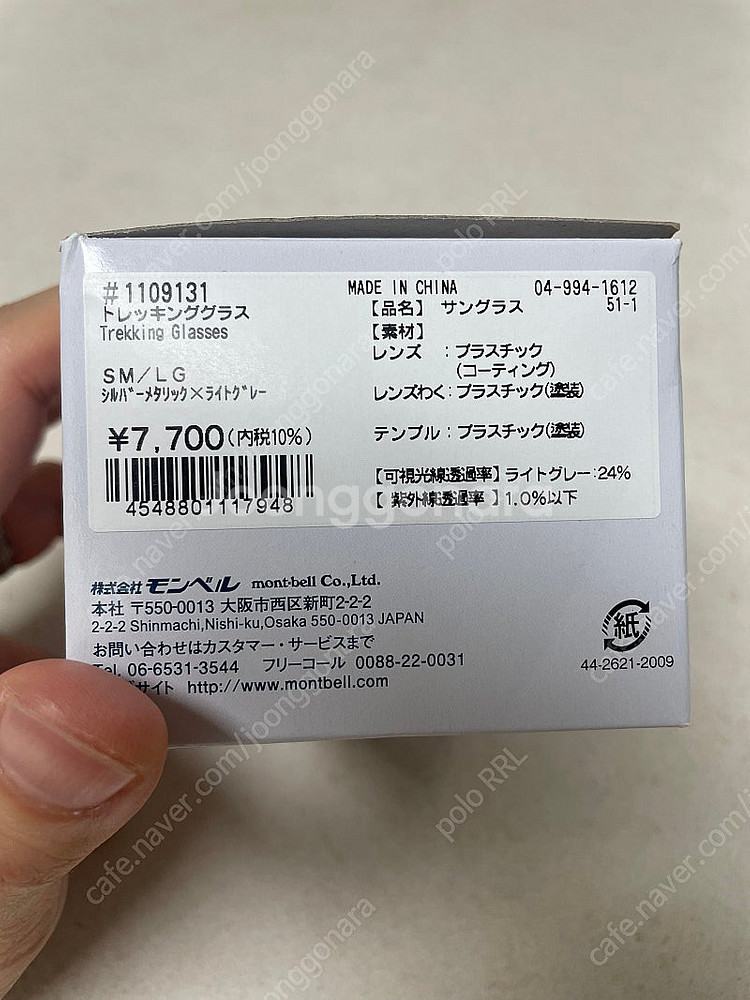 #1109131
トレッキンググラス
Trekking Glasses
SM/LG
シルバーメタリック×ライトグレー
¥7,700(内税10%)
4548801117948
MADE IN CHINA 04-994-1612
【品名】 サングラス 51-1
【素材】
レンズ :プラスチック
(コーティング)
レンズわく:プラスチック(塗装)
テンプル:プラスチック(塗装)
【可視光線透過率】ライトグレー:24%
【 紫外線透過率 】1.0%以下
株式会社 モンベル mont-bell Co.,Ltd.
本社 〒550-0013 大阪市西区新町2-2-2
2-2-2 Shinmachi,Nishi-ku,Osaka 550-0013 JAPAN
お問い合わせはカスタマー・サービスまで
Tel. 06-6531-3544 フリーコール 0088-22-0031
サイト http://www.montbell.com
紙
44-2621-2009
joonggonara
cafe.naver.com/joonggonara
polo RRL